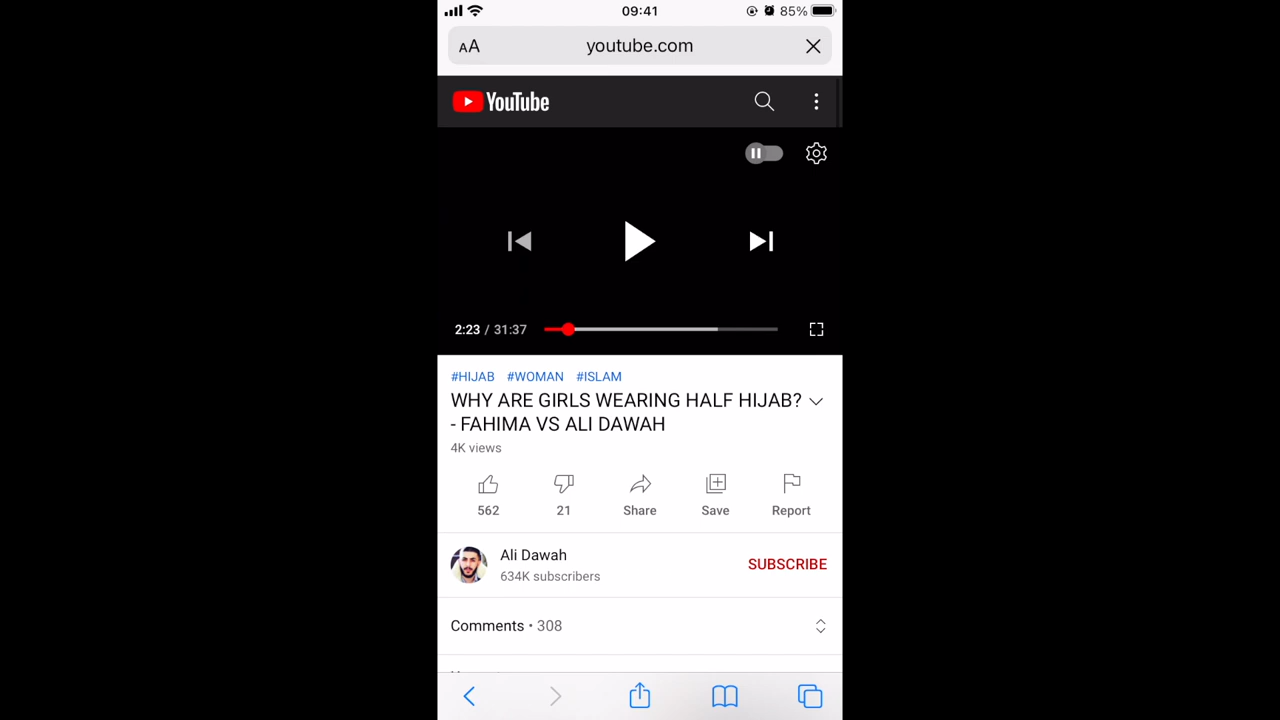 09:41
85%
AA
youtube.com
YouTube
2:23 / 31:37
#HIJAB #WOMAN #ISLAM
WHY ARE GIRLS WEARING HALF HIJAB?
- FAHIMA VS ALI DAWAH
4K views
562
21
Share
Save
Report
Ali Dawah
634K subscribers
SUBSCRIBE
Comments • 308